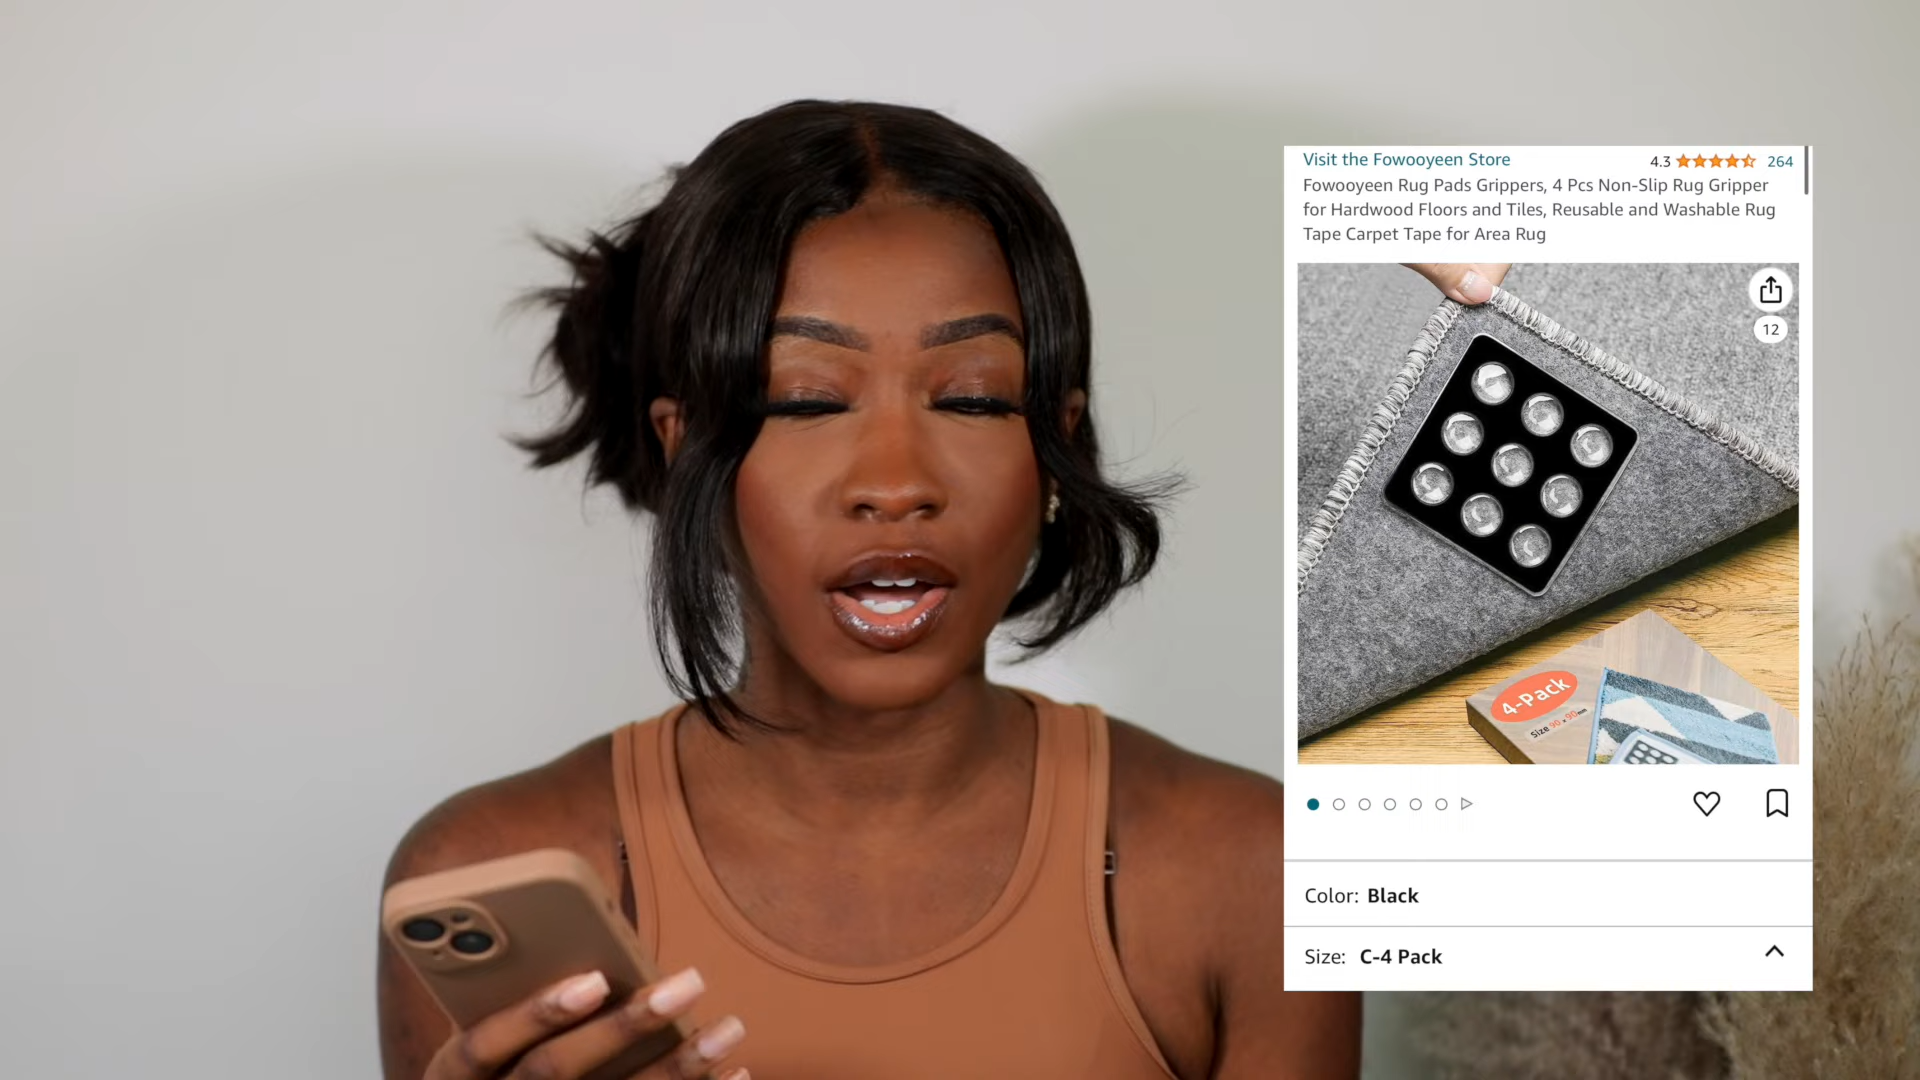 Visit the Fowooyeen Store
4.3 264
Fowooyeen Rug Pads Grippers, 4 Pcs Non-Slip Rug Gripper
for Hardwood Floors and Tiles, Reusable and Washable Rug
Tape Carpet Tape for Area Rug
12
4-Pack
Size 90x90mm
Color: Black
Size: C-4 Pack